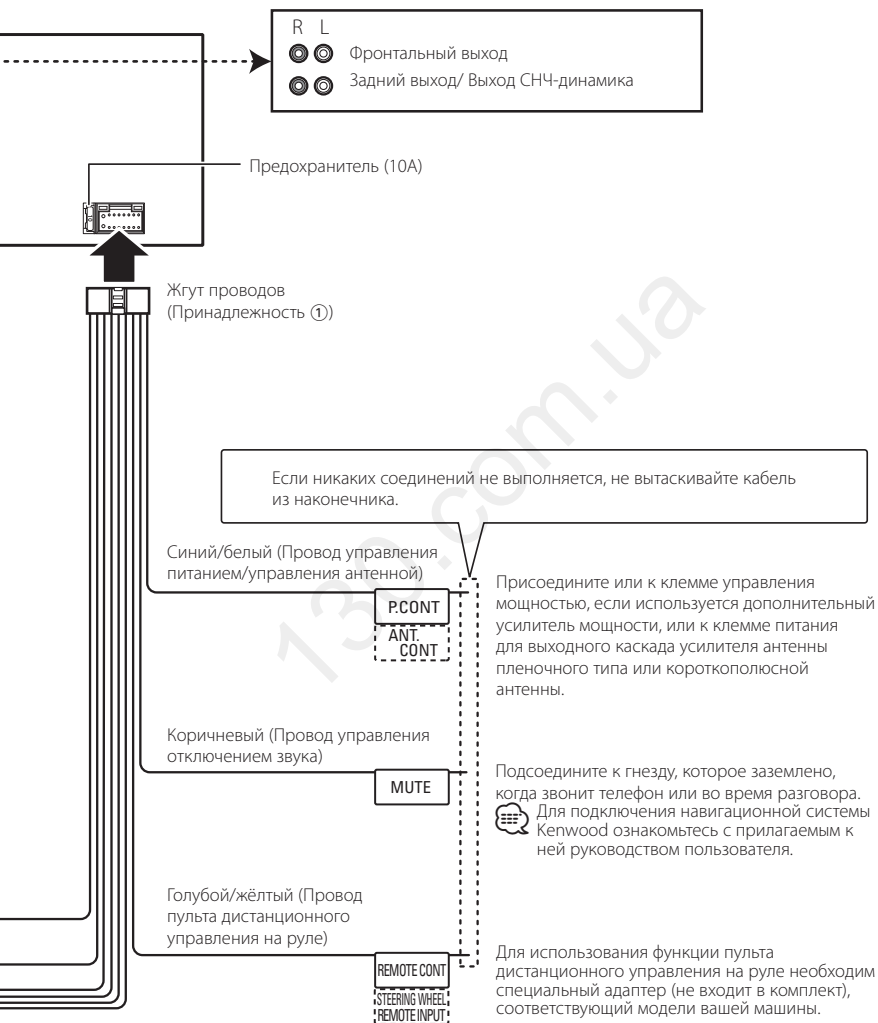 R L
Фронтальный выход
Задний выход/ Выход СНЧ-динамика
Предохранитель (10A)
Жгут проводов
(Принадлежность ①)
Если никаких соединений не выполняется, не вытаскивайте кабель
из наконечника.
Синий/белый (Провод управления
питанием/управления антенной)
P.CONT
ANT.
CONT
Присоедините или к клемме управления
мощностью, если используется дополнительный
усилитель мощности, или к клемме питания
для выходного каскада усилителя антенны
пленочного типа или короткополюсной
антенны.
Коричневый (Провод управления
отключением звука)
MUTE
Подсоедините к гнезду, которое заземлено,
когда звонит телефон или во время разговора.
Для подключения навигационной системы
Kenwood ознакомьтесь с прилагаемым к
ней руководством пользователя.
Голубой/жёлтый (Провод
пульта дистанционного
управления на руле)
REMOTE CONT
STEERING WHEEL
REMOTE INPUT
Для использования функции пульта
дистанционного управления на руле необходим
специальный адаптер (не входит в комплект),
соответствующий модели вашей машины.
130.com.ua